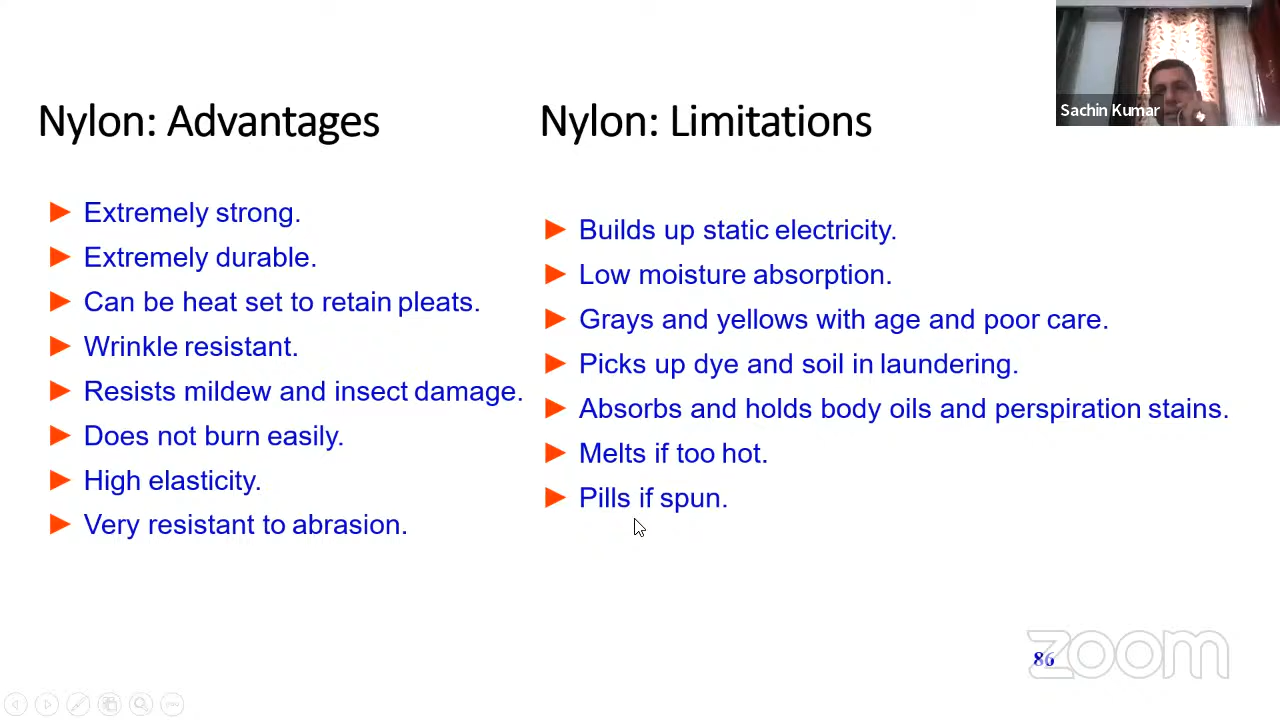 Sachin Kumar
Nylon: Advantages
Extremely strong.
Extremely durable.
Can be heat set to retain pleats.
Wrinkle resistant.
Resists mildew and insect damage.
Does not burn easily.
High elasticity.
Very resistant to abrasion.
Nylon: Limitations
Builds up static electricity.
Low moisture absorption.
Grays and yellows with age and poor care.
Picks up dye and soil in laundering.
Absorbs and holds body oils and perspiration stains.
Melts if too hot.
Pills if spun.
86
zoom